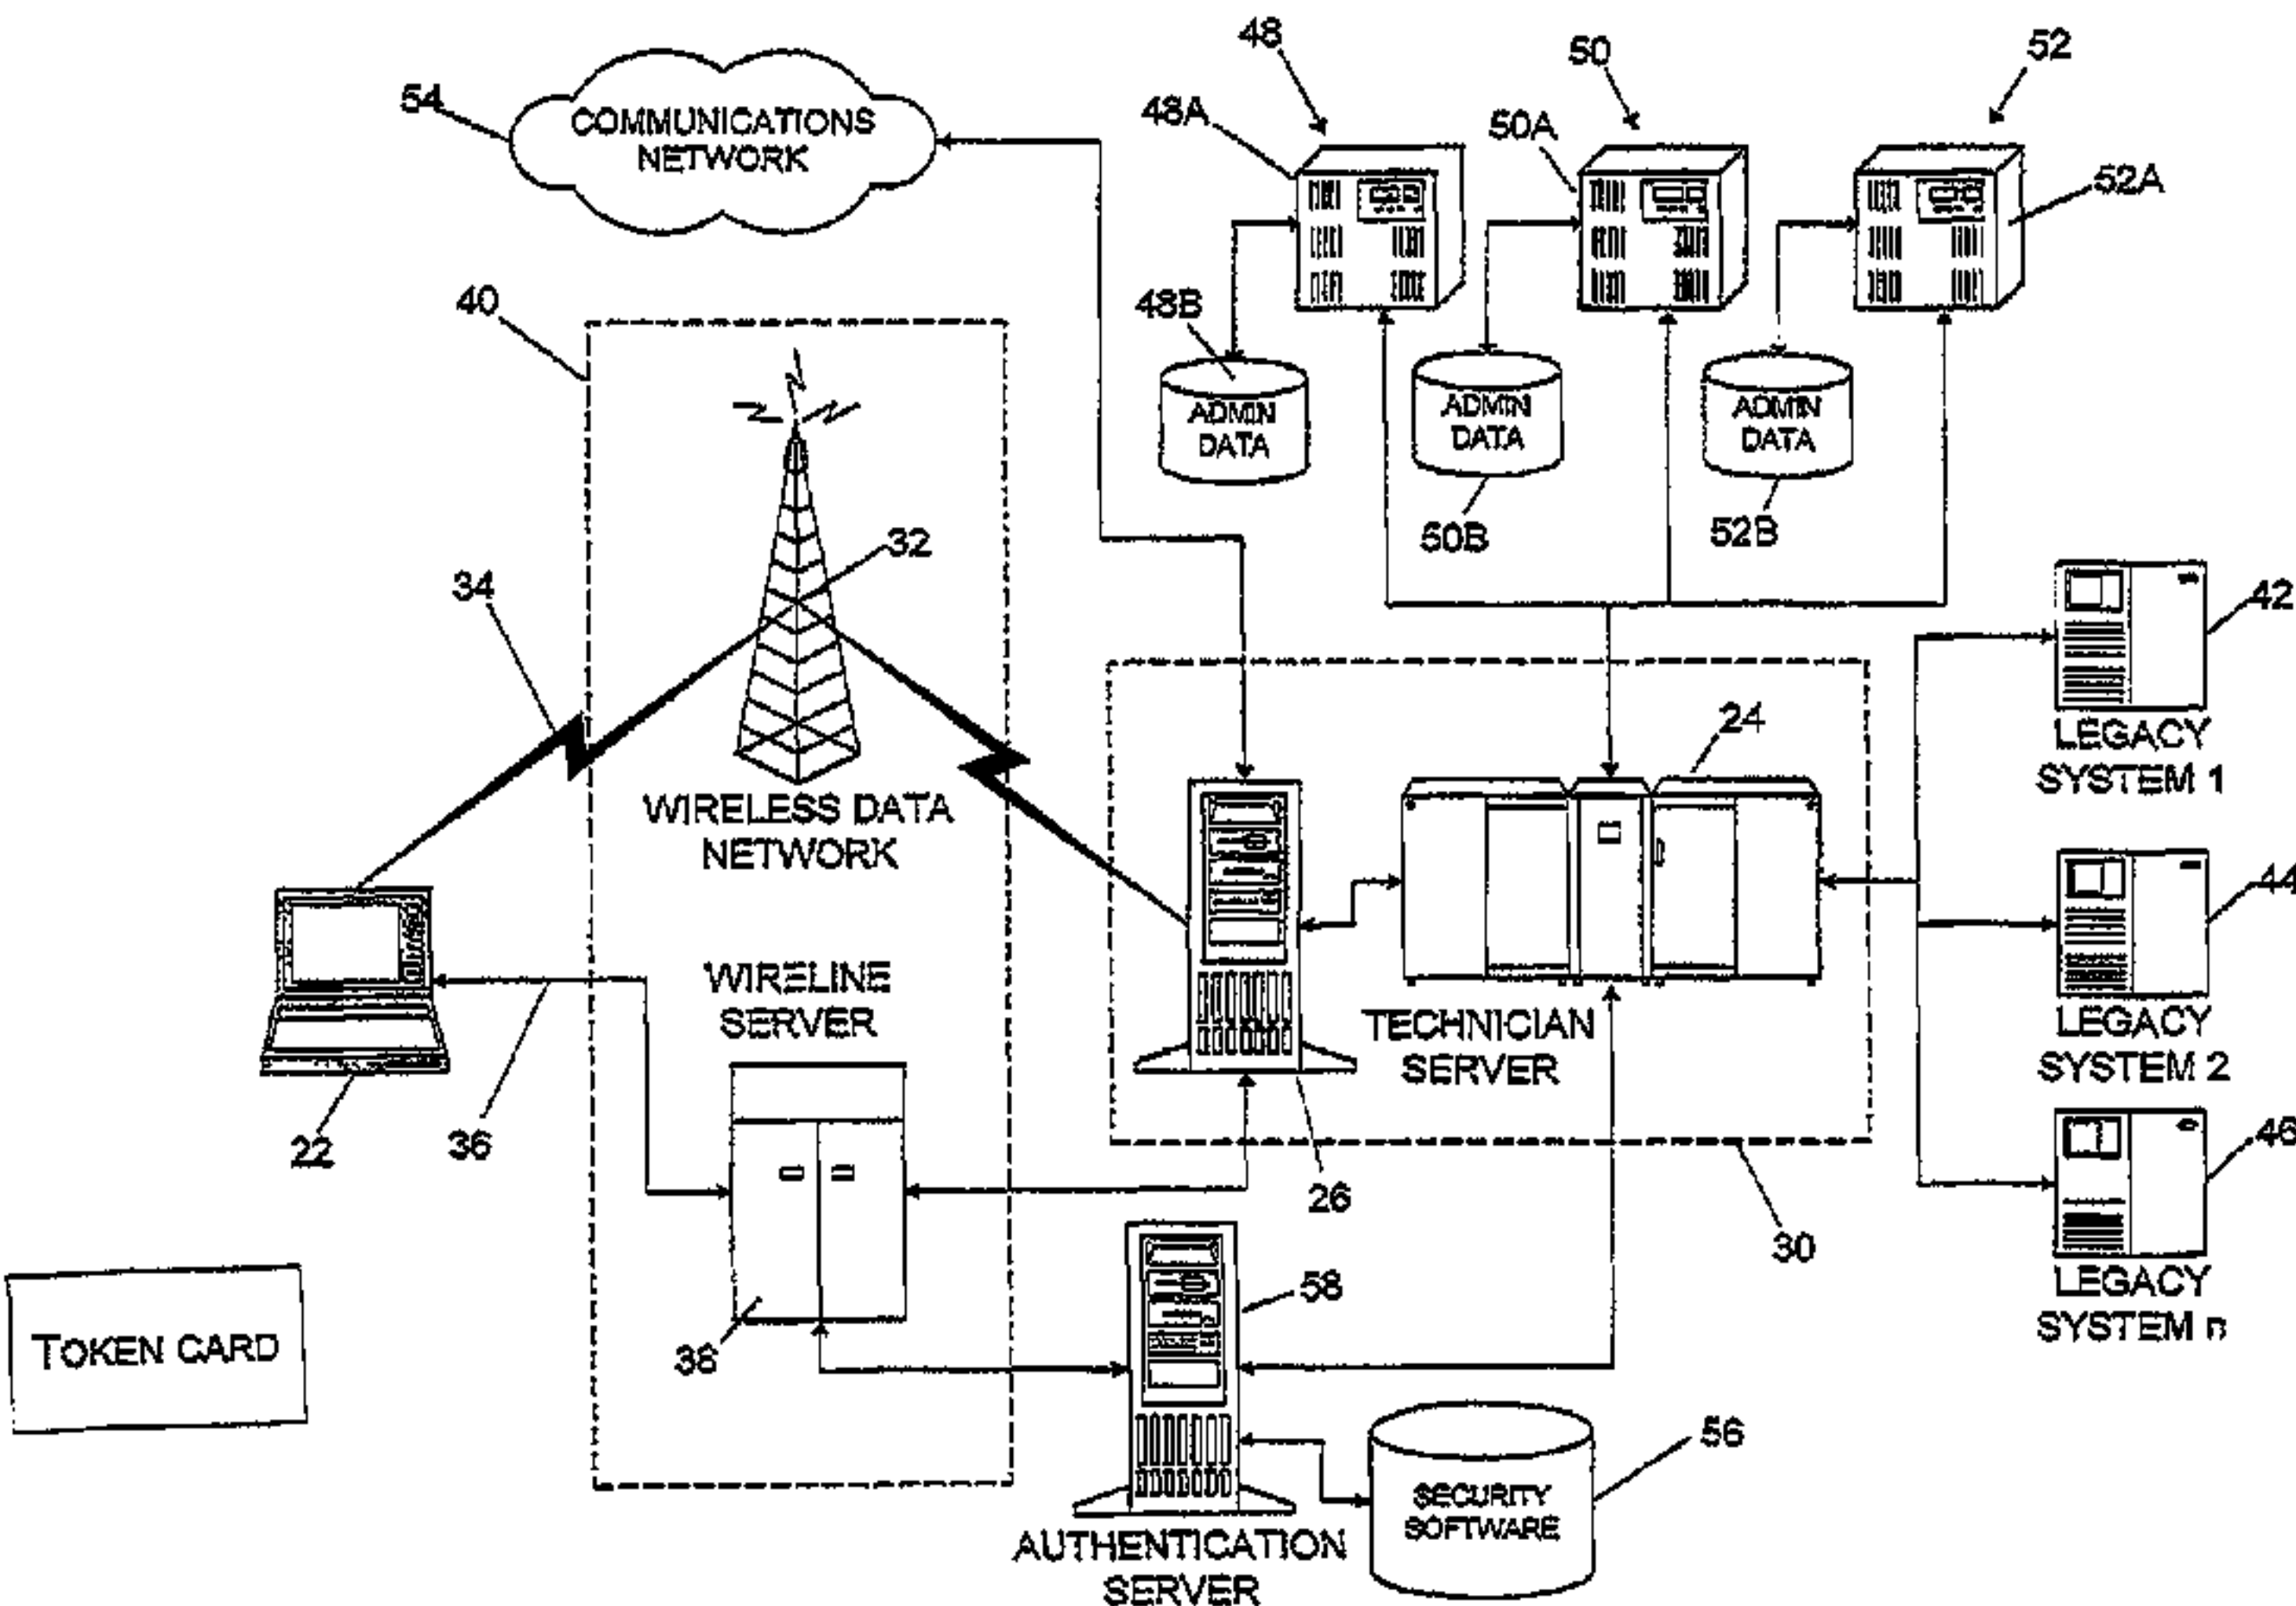 48
50
52
54
COMMUNICATIONS
NETWORK
48A
50A
52A
40
48B
ADMIN
DATA
ADMIN
DATA
ADMIN
DATA
50B
52B
32
34
42
LEGACY
SYSTEM 1
24
WIRELESS DATA
NETWORK
44
LEGACY
SYSTEM 2
WIRELINE
SERVER
TECHNICIAN
SERVER
22
36
26
30
46
LEGACY
SYSTEM n
58
38
TOKEN CARD
56
SECURITY
SOFTWARE
AUTHENTICATION
SERVER